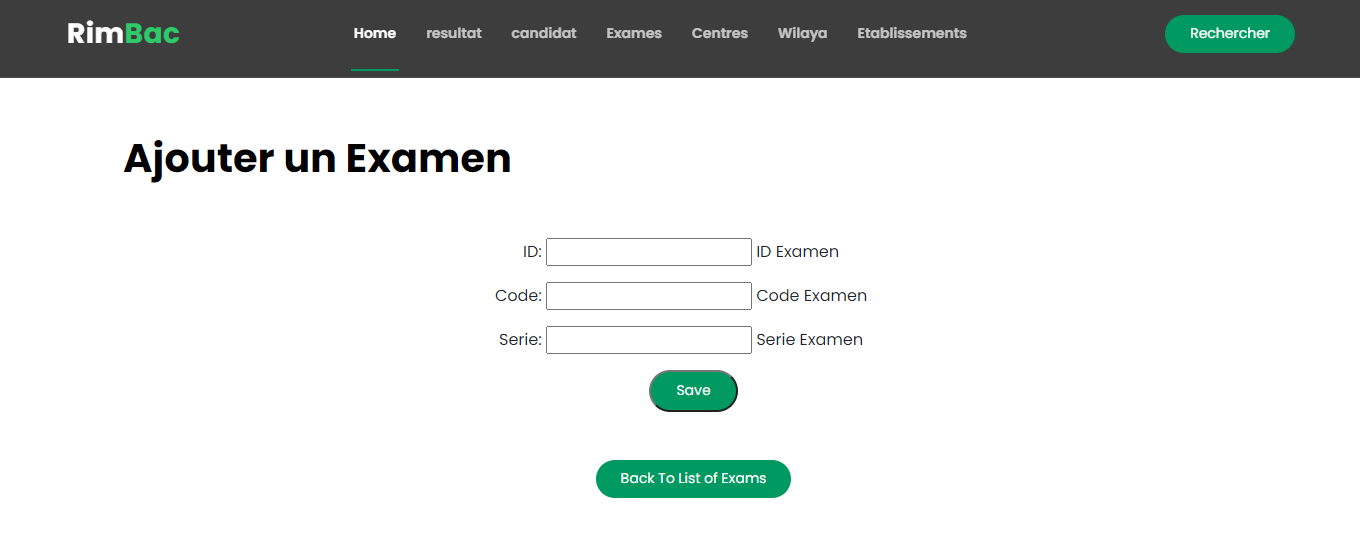 RimBac Home resultat candidat Exames Centres Wilaya Etablissements Rechercher
Ajouter un Examen
ID: ID Examen
Code: Code Examen
Serie: Serie Examen
Save
Back To List of Exams